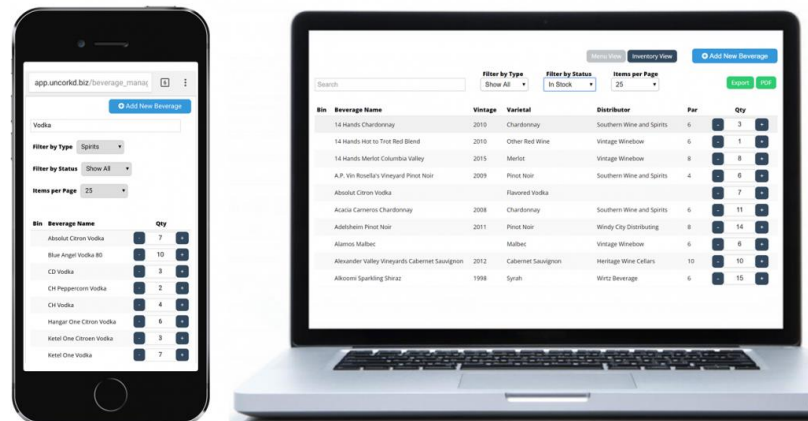 app.uncorkd.biz/beverage_manag
Add New Beverage
Vodka
Filter by Type Spirits
Filter by Status Show All
Items per Page 25
Bin Beverage Name Qty
Absolut Citron Vodka - 7 +
Blue Angel Vodka 80 - 10 +
CD Vodka - 3 +
CH Peppercorn Vodka - 2 +
CH Vodka - 4 +
Hangar One Citron Vodka - 6 +
Ketel One Citroen Vodka - 3 +
Ketel One Vodka - 7 +
Menu View Inventory View Add New Beverage
Filter by Type Filter by Status Items per Page
Search Show All In Stock 25 Export PDF
Bin Beverage Name Vintage Varietal Distributor Par Qty
14 Hands Chardonnay 2010 Chardonnay Southern Wine and Spirits 6 - 3 +
14 Hands Hot to Trot Red Blend 2010 Other Red Wine Vintage Winebow 6 - 1 +
14 Hands Merlot Columbia Valley 2015 Merlot Vintage Winebow 8 - 8 +
A.P. Vin Rosella's Vineyard Pinot Noir 2009 Pinot Noir Southern Wine and Spirits 4 - 6 +
Absolut Citron Vodka Flavored Vodka - 7 +
Acacia Carneros Chardonnay 2008 Chardonnay Southern Wine and Spirits 6 - 11 +
Adelsheim Pinot Noir 2011 Pinot Noir Windy City Distributing 8 - 14 +
Alamos Malbec Malbec Vintage Winebow 6 - 6 +
Alexander Valley Vineyards Cabernet Sauvignon 2012 Cabernet Sauvignon Heritage Wine Cellars 10 - 10 +
Alkoomi Sparkling Shiraz 1998 Syrah Wirtz Beverage 6 - 15 +